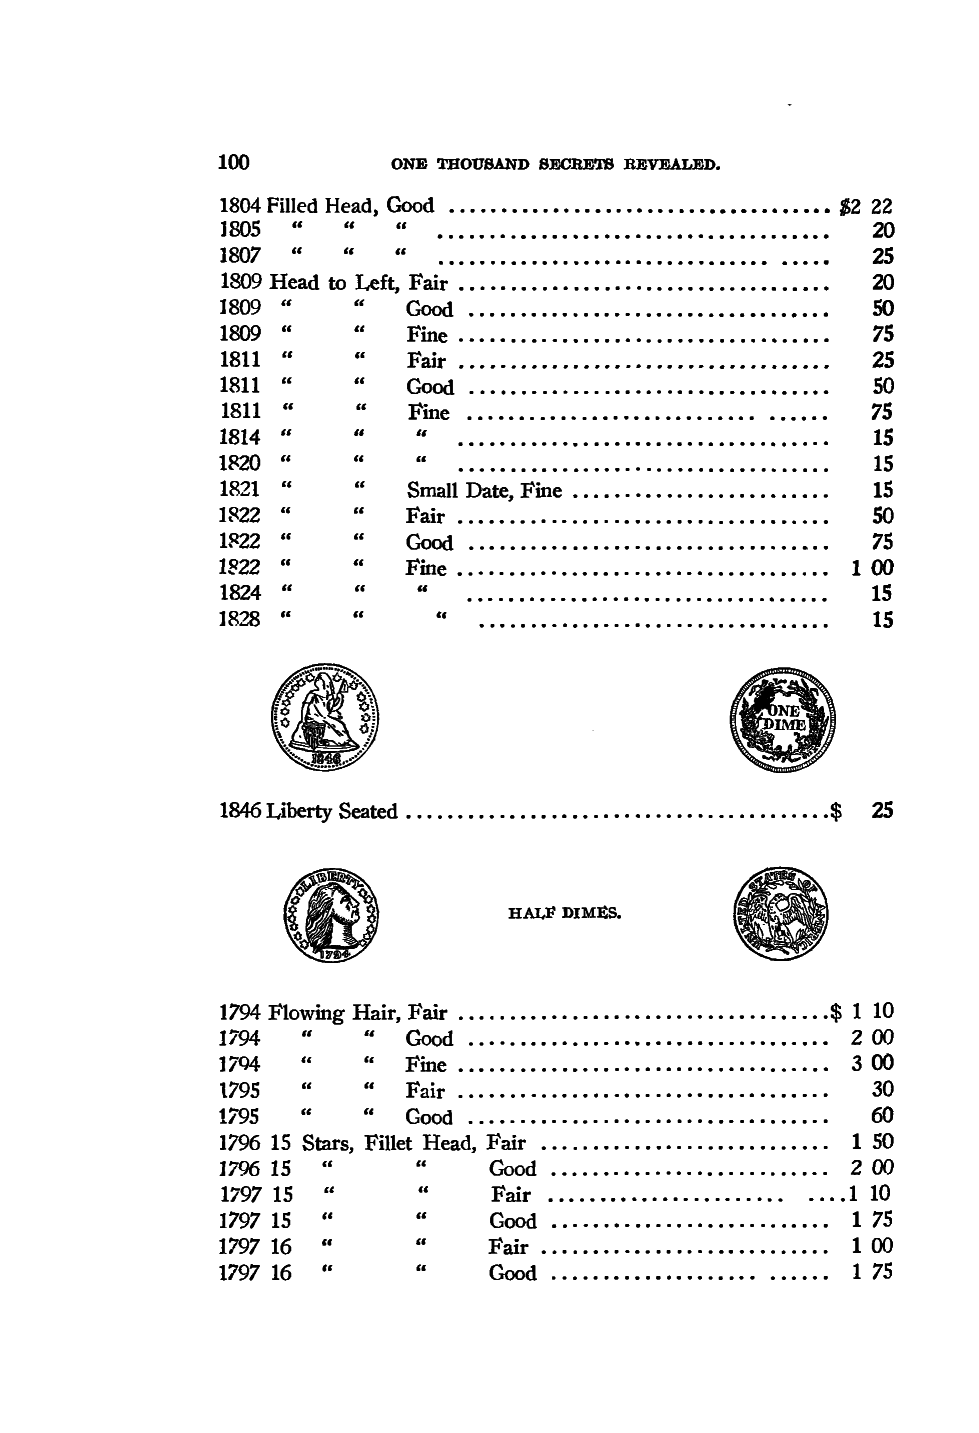 100 ONE THOUSAND SECRETS REVEALED.
1804 Filled Head, Good ..................................... $2 22
1805 “ “ “ ...................................... 20
1807 “ “ “ ................................ ..... 25
1809 Head to Left, Fair .................................... 20
1809 “ “ Good ................................... 50
1809 “ “ Fine .................................... 75
1811 “ “ Fair .................................... 25
1811 “ “ Good ................................... 50
1811 “ “ Fine ............................ ...... 75
1814 “ “ “ .................................... 15
1820 “ “ “ .................................... 15
1821 “ “ Small Date, Fine ......................... 15
1822 “ “ Fair .................................... 50
1822 “ “ Good ................................... 75
1822 “ “ Fine .................................... 1 00
1824 “ “ “ ................................... 15
1828 “ “ “ .................................. 15
1846
ONE
DIME
1846 Liberty Seated .........................................$ 25
LIBERTY
1794
HALF DIMES.
UNITED STATES OF AMERICA
1794 Flowing Hair, Fair ....................................$ 1 10
1794 “ “ Good ................................... 2 00
1794 “ “ Fine .................................... 3 00
1795 “ “ Fair .................................... 30
1795 “ “ Good ................................... 60
1796 15 Stars, Fillet Head, Fair ............................ 1 50
1796 15 “ “ Good ........................... 2 00
1797 15 “ “ Fair ....................... ....1 10
1797 15 “ “ Good ........................... 1 75
1797 16 “ “ Fair ............................ 1 00
1797 16 “ “ Good .................... ...... 1 75